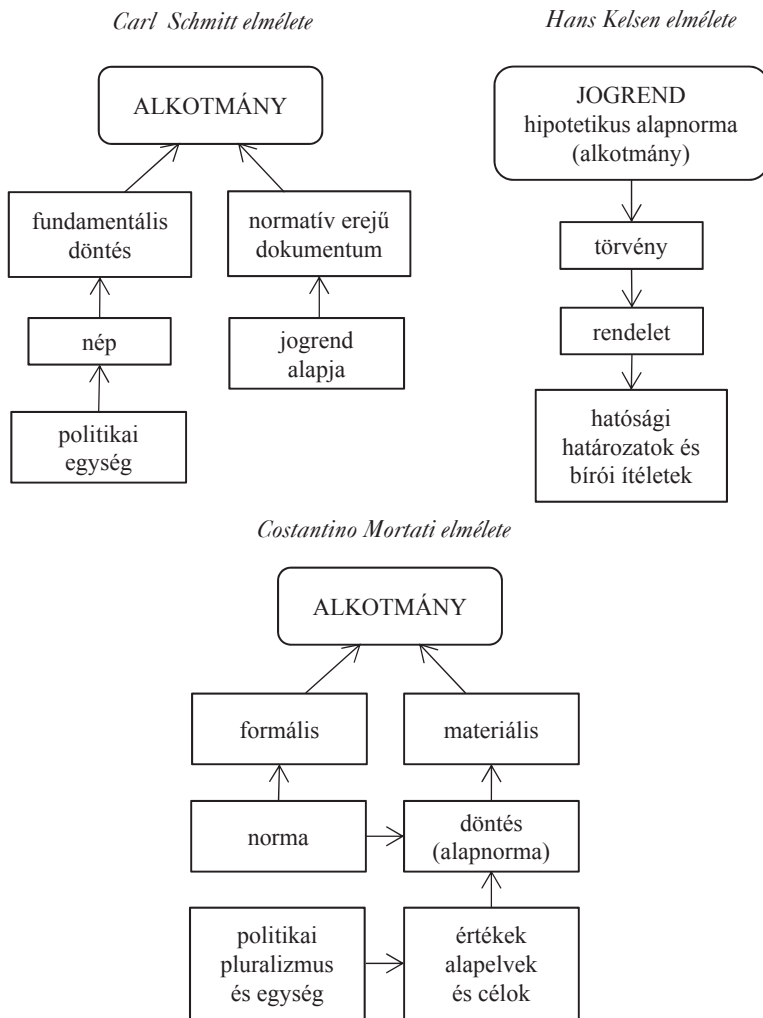 Carl Schmitt elmélete
ALKOTMÁNY
fundamentális
döntés
normatív erejű
dokumentum
nép
jogrend
alapja
politikai
egység
Hans Kelsen elmélete
JOGREND
hipotetikus alapnorma
(alkotmány)
törvény
rendelet
hatósági
határozatok és
bírói ítéletek
Costantino Mortati elmélete
ALKOTMÁNY
formális
materiális
norma
döntés
(alapnorma)
politikai
pluralizmus
és egység
értékek
alapelvek
és célok